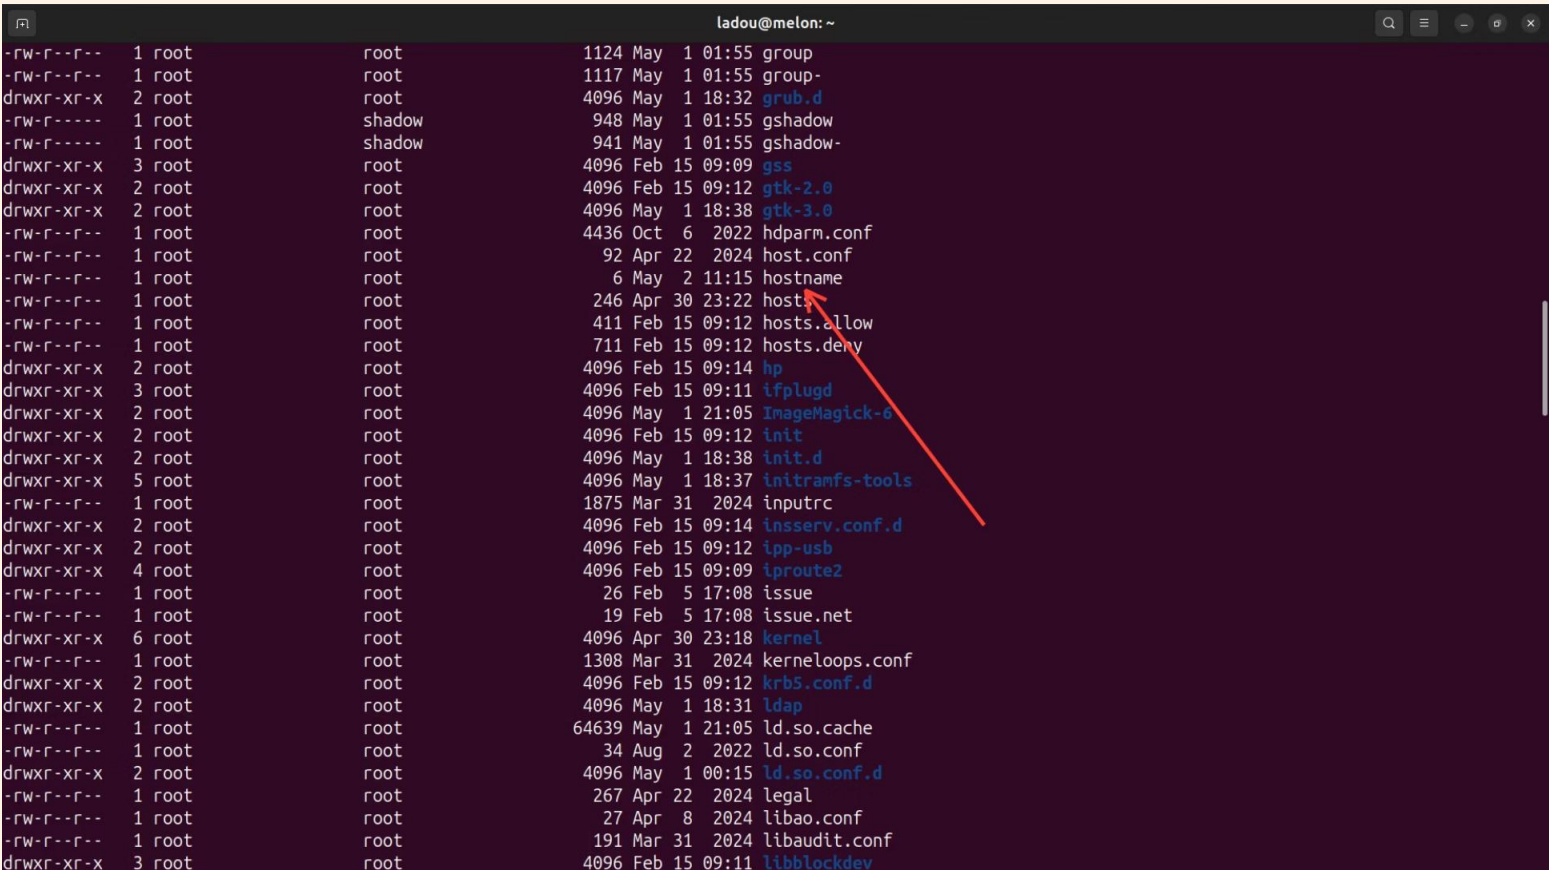 ladou@melon: ~
-rw-r--r-- 1 root root 1124 May 1 01:55 group
-rw-r--r-- 1 root root 1117 May 1 01:55 group-
drwxr-xr-x 2 root root 4096 May 1 18:32 grub.d
-rw-r----- 1 root shadow 948 May 1 01:55 gshadow
-rw-r----- 1 root shadow 941 May 1 01:55 gshadow-
drwxr-xr-x 3 root root 4096 Feb 15 09:09 gss
drwxr-xr-x 2 root root 4096 Feb 15 09:12 gtk-2.0
drwxr-xr-x 2 root root 4096 May 1 18:38 gtk-3.0
-rw-r--r-- 1 root root 4436 Oct 6 2022 hdparm.conf
-rw-r--r-- 1 root root 92 Apr 22 2024 host.conf
-rw-r--r-- 1 root root 6 May 2 11:15 hostname
-rw-r--r-- 1 root root 246 Apr 30 23:22 hosts
-rw-r--r-- 1 root root 411 Feb 15 09:12 hosts.allow
-rw-r--r-- 1 root root 711 Feb 15 09:12 hosts.deny
drwxr-xr-x 2 root root 4096 Feb 15 09:14 hp
drwxr-xr-x 3 root root 4096 Feb 15 09:11 ifplugd
drwxr-xr-x 2 root root 4096 May 1 21:05 ImageMagick-6
drwxr-xr-x 2 root root 4096 Feb 15 09:12 init
drwxr-xr-x 2 root root 4096 May 1 18:38 init.d
drwxr-xr-x 5 root root 4096 May 1 18:37 initramfs-tools
-rw-r--r-- 1 root root 1875 Mar 31 2024 inputrc
drwxr-xr-x 2 root root 4096 Feb 15 09:14 insserv.conf.d
drwxr-xr-x 2 root root 4096 Feb 15 09:12 ipp-usb
drwxr-xr-x 4 root root 4096 Feb 15 09:09 iproute2
-rw-r--r-- 1 root root 26 Feb 5 17:08 issue
-rw-r--r-- 1 root root 19 Feb 5 17:08 issue.net
drwxr-xr-x 6 root root 4096 Apr 30 23:18 kernel
-rw-r--r-- 1 root root 1308 Mar 31 2024 kerneloops.conf
drwxr-xr-x 2 root root 4096 Feb 15 09:12 krb5.conf.d
drwxr-xr-x 2 root root 4096 May 1 18:31 ldap
-rw-r--r-- 1 root root 64639 May 1 21:05 ld.so.cache
-rw-r--r-- 1 root root 34 Aug 2 2022 ld.so.conf
drwxr-xr-x 2 root root 4096 May 1 00:15 ld.so.conf.d
-rw-r--r-- 1 root root 267 Apr 22 2024 legal
-rw-r--r-- 1 root root 27 Apr 8 2024 libao.conf
-rw-r--r-- 1 root root 191 Mar 31 2024 libaudit.conf
drwxr-xr-x 3 root root 4096 Feb 15 09:11 libblockdev